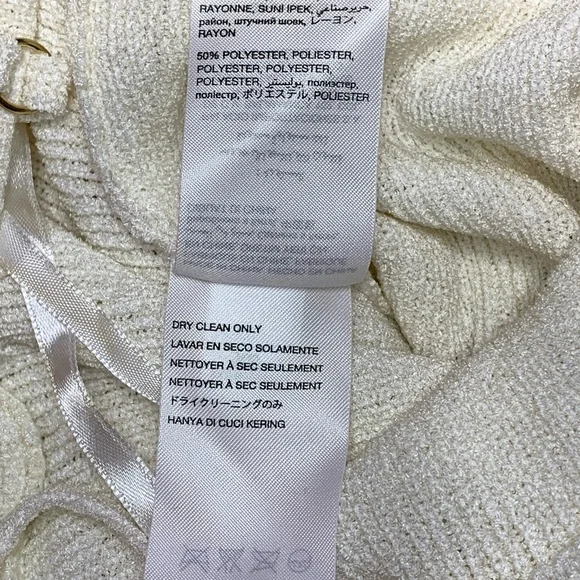 RAYONNE, SUNI IPEK, حرير صناعي,
район, штучний шовк, レーヨン,
RAYON
50% POLYESTER, POLIESTER,
POLYESTER, POLYESTER,
POLYESTER, بوليستر, полиэстер,
поліестр, ポリエステル, POLIESTER
DRY CLEAN ONLY
LAVAR EN SECO SOLAMENTE
NETTOYER À SEC SEULEMENT
NETTOYER À SEC SEULEMENT
ドライクリーニングのみ
HANYA DI CUCI KERING